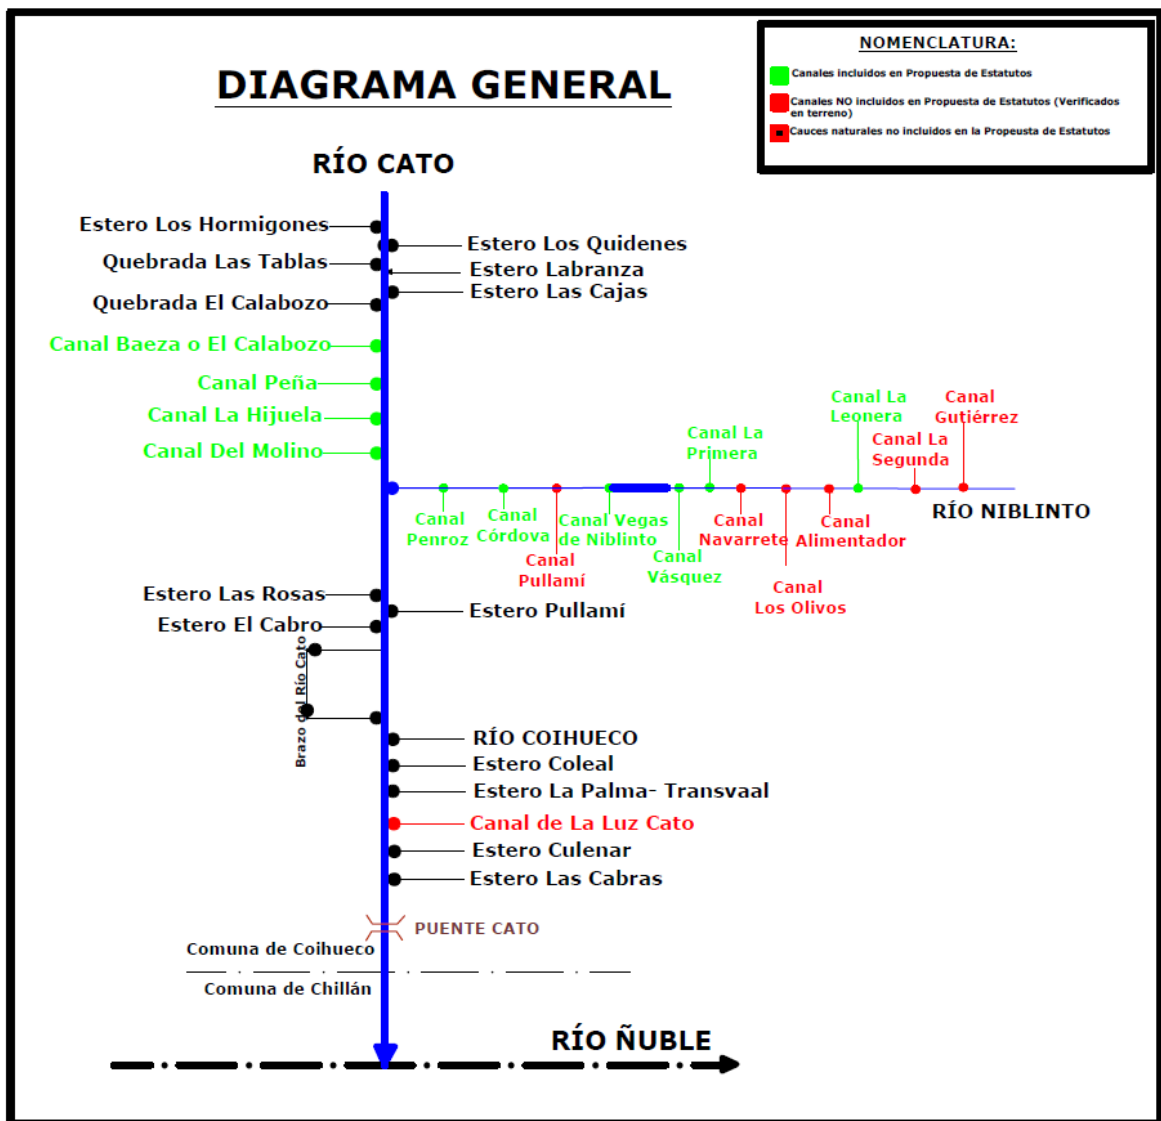 NOMENCLATURA:
Canales incluidos en Propuesta de Estatutos
Canales NO incluidos en Propuesta de Estatutos (Verificados
en terreno)
Cauces naturales no incluidos en la Propeusta de Estatutos
DIAGRAMA GENERAL
RÍO CATO
Estero Los Hormigones
Estero Los Quidenes
Quebrada Las Tablas
Estero Labranza
Estero Las Cajas
Quebrada El Calabozo
Canal Baeza o El Calabozo
Canal Peña
Canal La Hijuela
Canal Del Molino
Canal La
Leonera
Canal
Gutiérrez
Canal La
Primera
Canal La
Segunda
RÍO NIBLINTO
Canal
Penroz
Canal
Córdova
Canal
Pullamí
Canal Vegas
de Niblinto
Canal
Vásquez
Canal
Navarrete
Canal
Los Olivos
Canal
Alimentador
Estero Las Rosas
Estero Pullamí
Estero El Cabro
Brazo del Río Cato
RÍO COIHUECO
Estero Coleal
Estero La Palma- Transvaal
Canal de La Luz Cato
Estero Culenar
Estero Las Cabras
PUENTE CATO
Comuna de Coihueco
Comuna de Chillán
RÍO ÑUBLE